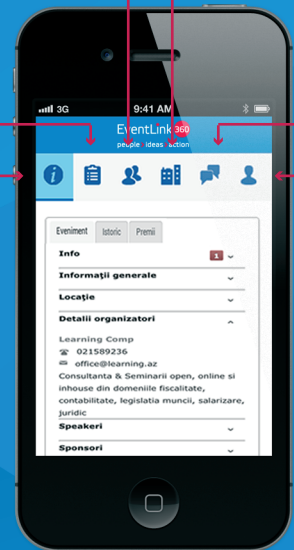 3G 9:41 AM
EventLink 360
people ideas action
i
Eveniment Istoric Premii
Info 1
Informații generale
Locație
Detalii organizatori
Learning Comp
021589236
office@learning.az
Consultanta & Seminarii open, online si
inhouse din domeniile fiscalitate,
contabilitate, legislatia muncii, salarizare,
juridic
Speakeri
Sponsori